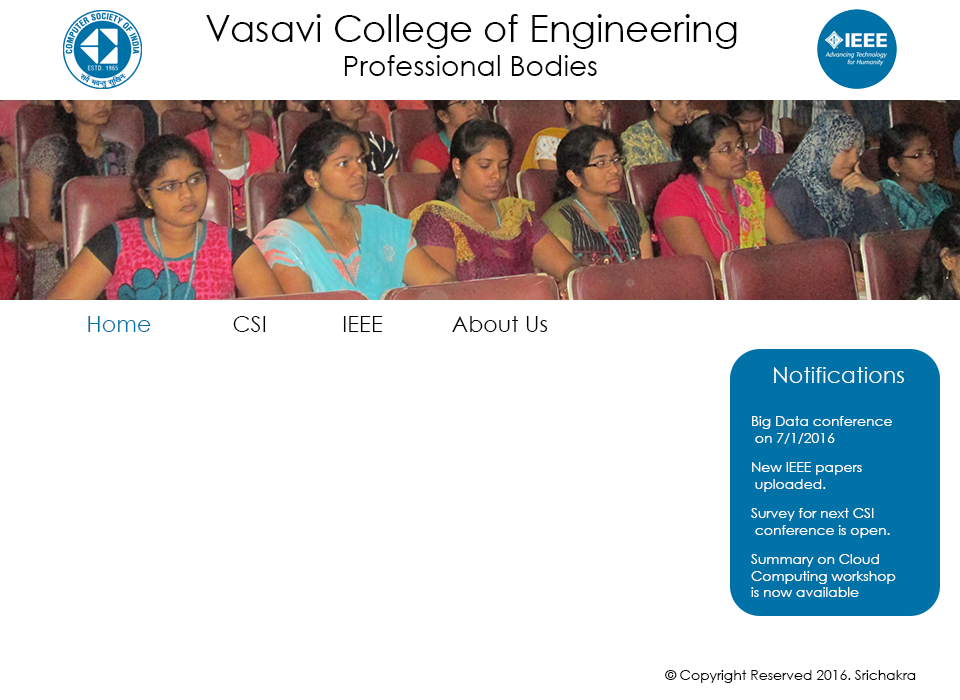 COMPUTER SOCIETY OF INDIA
ESTD. 1965
सर्वे भवन्तु सुखिनः
Vasavi College of Engineering
Professional Bodies
IEEE
Advancing Technology
for Humanity
Home CSI IEEE About Us
Notifications
Big Data conference
on 7/1/2016
New IEEE papers
uploaded.
Survey for next CSI
conference is open.
Summary on Cloud
Computing workshop
is now available
© Copyright Reserved 2016. Srichakra